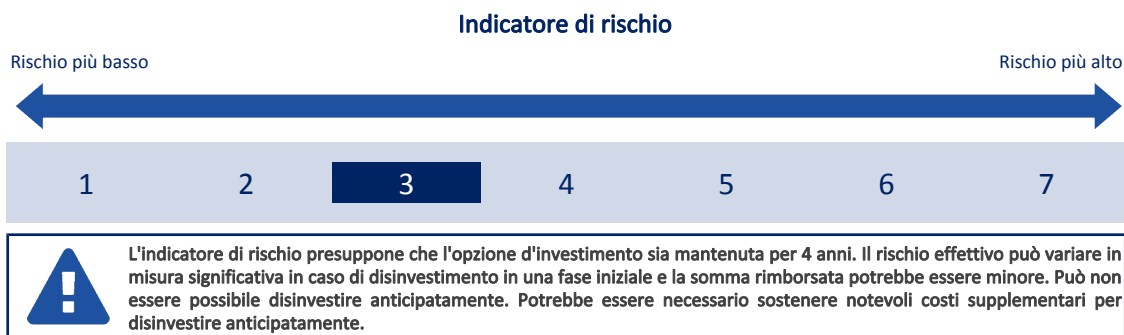 Indicatore di rischio
Rischio più basso
Rischio più alto
1 2 3 4 5 6 7
L'indicatore di rischio presuppone che l'opzione d'investimento sia mantenuta per 4 anni. Il rischio effettivo può variare in
misura significativa in caso di disinvestimento in una fase iniziale e la somma rimborsata potrebbe essere minore. Può non
essere possibile disinvestire anticipatamente. Potrebbe essere necessario sostenere notevoli costi supplementari per
disinvestire anticipatamente.